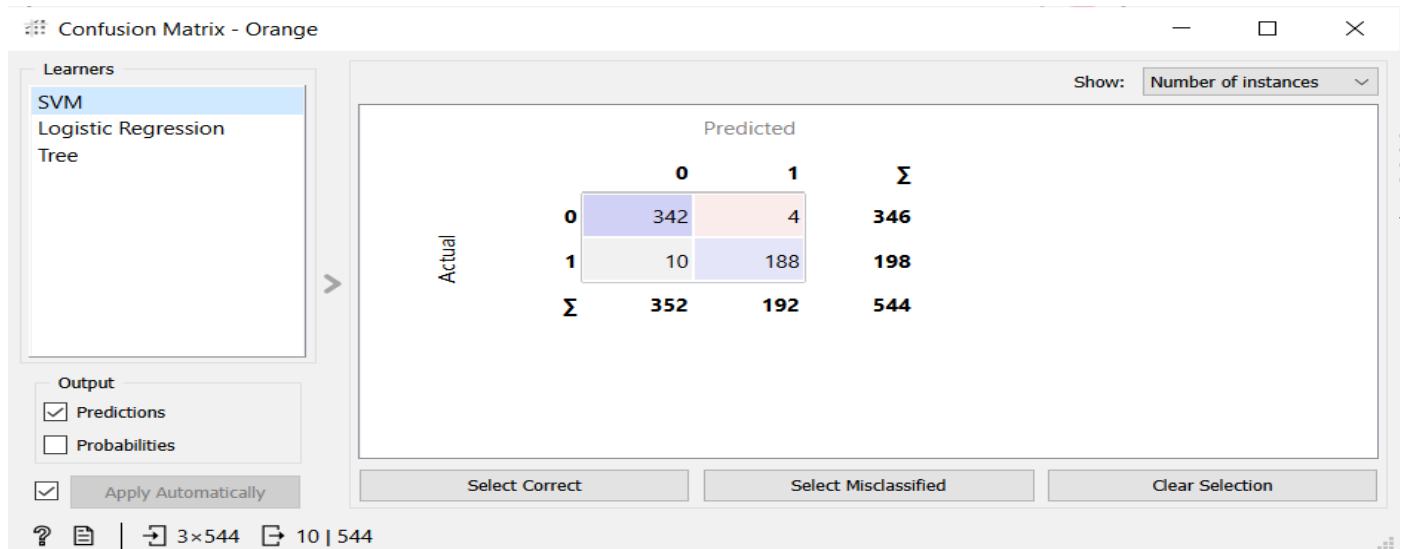 Confusion Matrix - Orange
Learners
SVM
Logistic Regression
Tree
Show: Number of instances
Predicted
0 1 Σ
0 342 4 346
Actual
1 10 188 198
Σ 352 192 544
Output
Predictions
Probabilities
Apply Automatically
Select Correct Select Misclassified Clear Selection
? 3×544 10 | 544